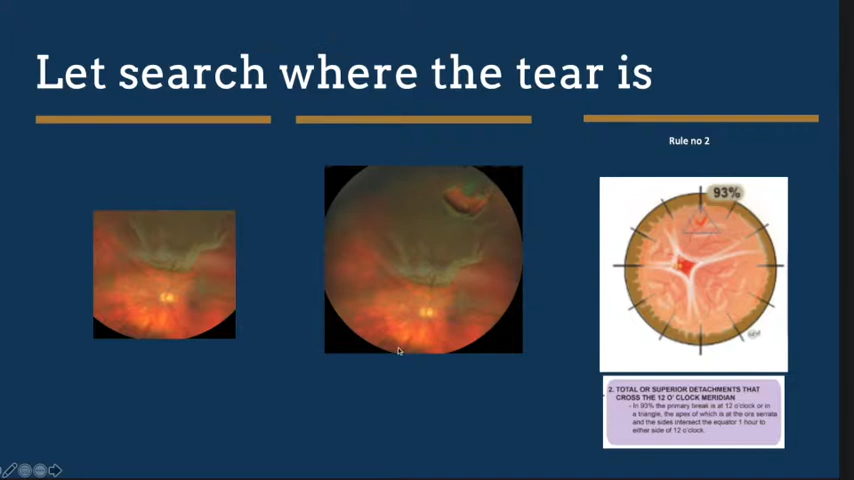 Let search where the tear is
Rule no 2
93%
2. TOTAL OR SUPERIOR DETACHMENTS THAT
CROSS THE 12 O' CLOCK MERIDIAN
- In 93% the primary break is at 12 o'clock or in
a triangle, the apex of which is at the ora serrata
and the sides intersect the equator 1 hour to
either side of 12 o'clock.